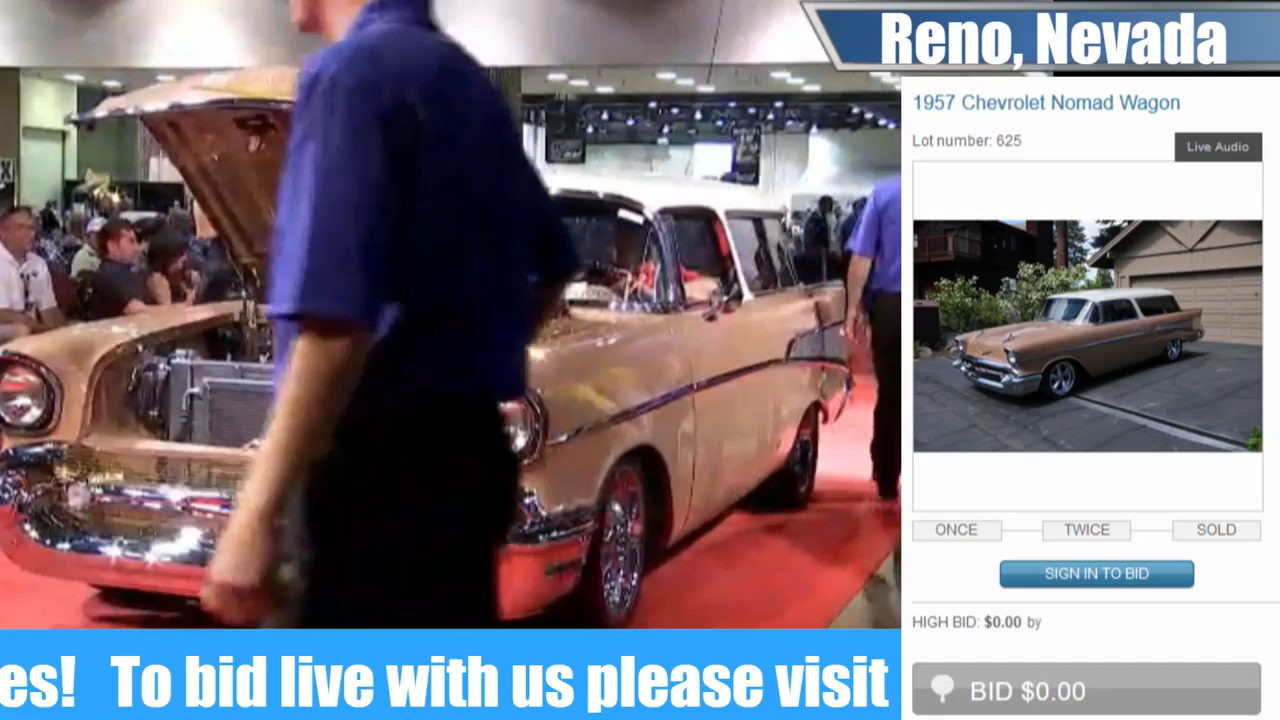 Reno, Nevada
1957 Chevrolet Nomad Wagon
Lot number: 625
Live Audio
ONCE TWICE SOLD
SIGN IN TO BID
HIGH BID: $0.00 by
BID $0.00
es! To bid live with us please visit